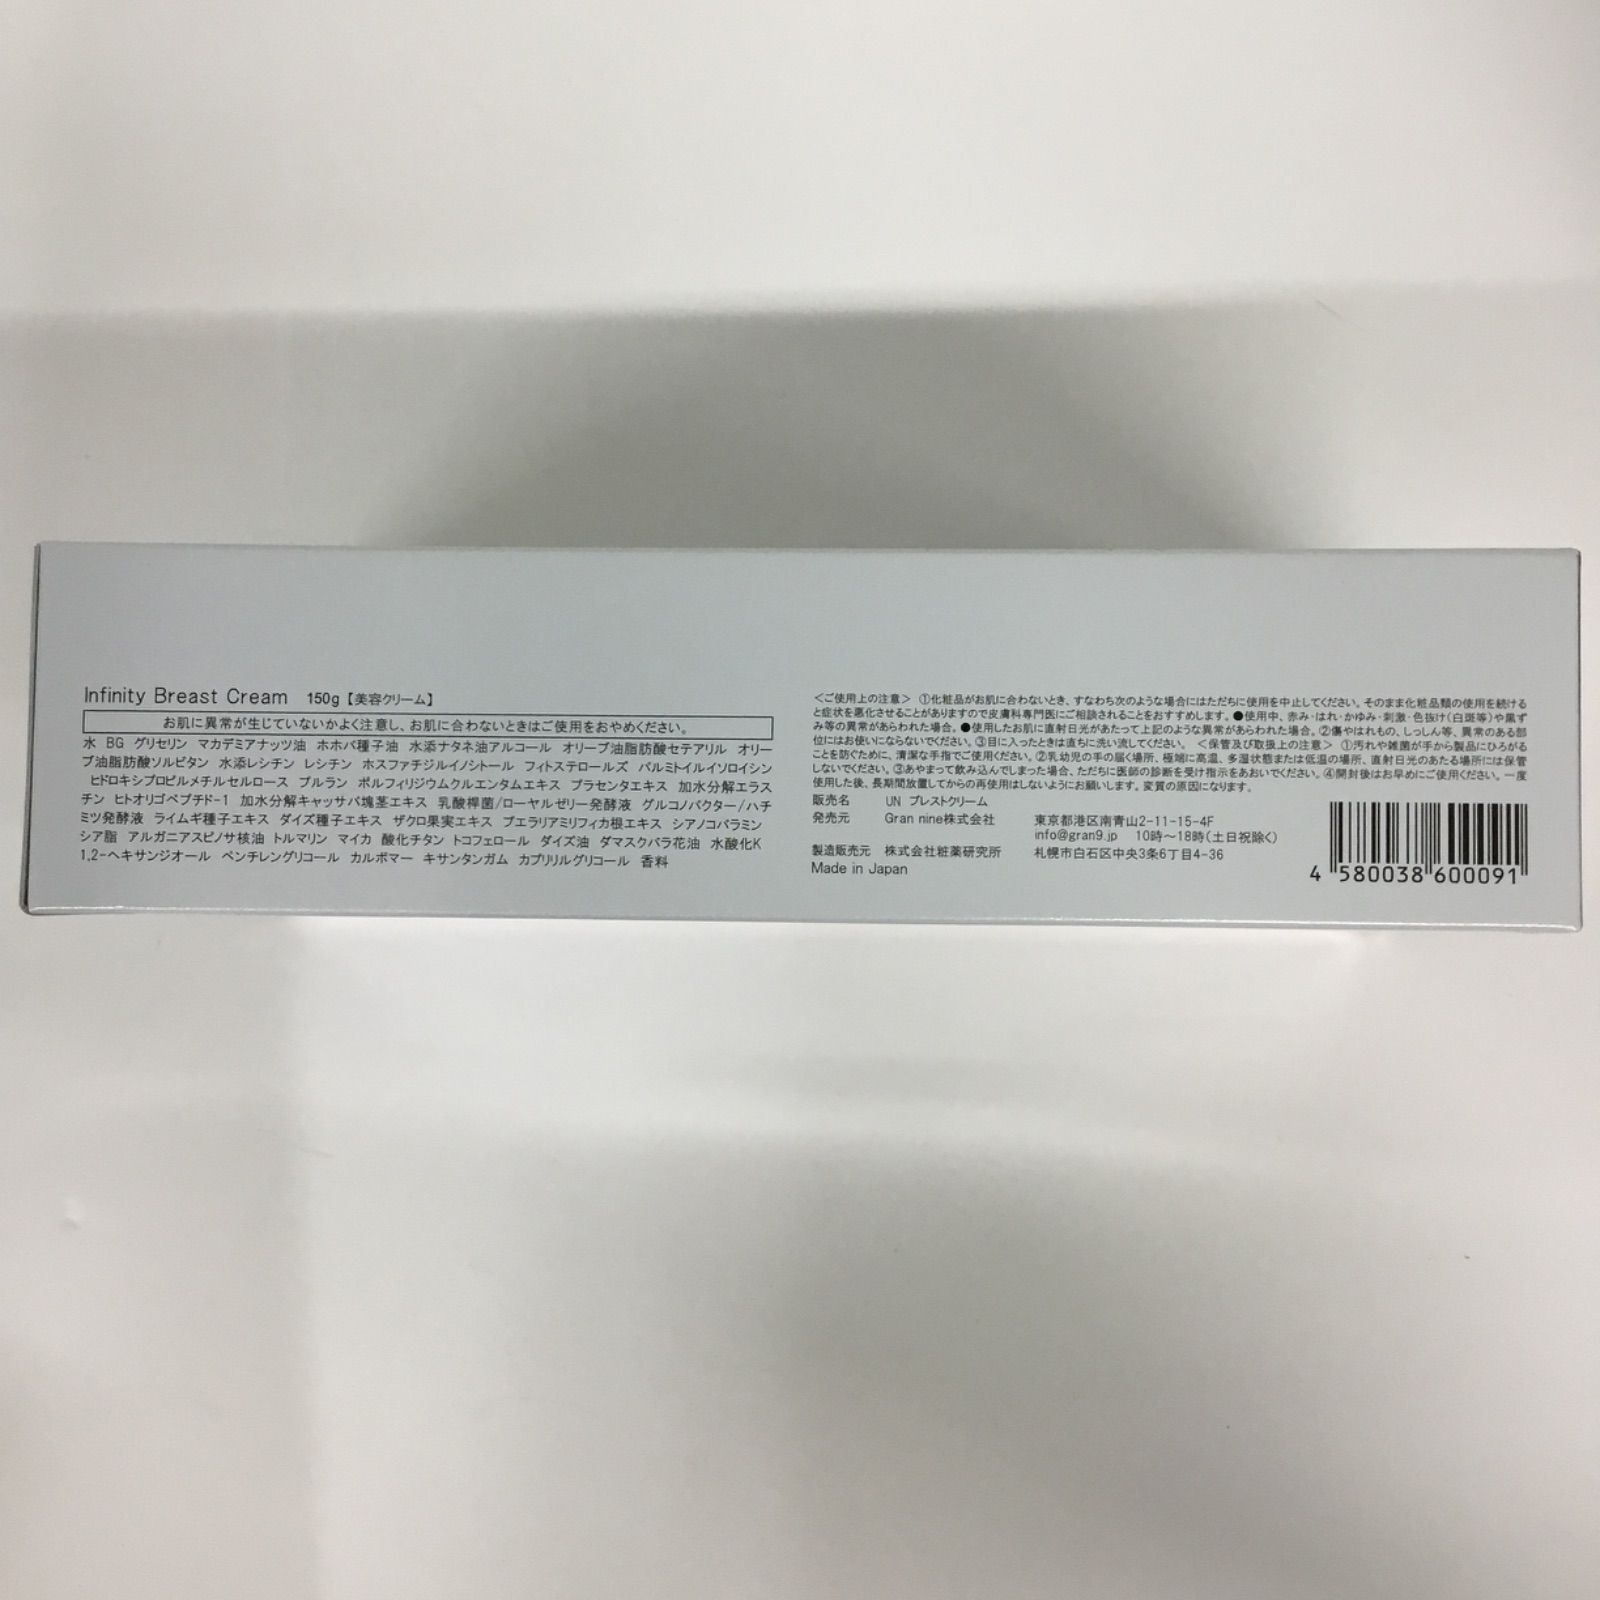 Infinity Breast Cream 150g【美容クリーム】
お肌に異常が生じていないかよく注意し、お肌に合わないときはご使用をおやめください。
水 BG グリセリン マカデミアナッツ油 ホホバ種子油 水添ナタネ油アルコール オリーブ油脂肪酸セテアリル オリー
ブ油脂肪酸ソルビタン 水添レシチン レシチン ホスファチジルイノシトール フィトステロールズ パルミトイルイソロイシン
ヒドロキシプロピルメチルセルロース プルラン ポルフィリジウムクルエンタムエキス プラセンタエキス 加水分解エラス
チン ヒトオリゴペプチド-1 加水分解キャッサバ塊茎エキス 乳酸桿菌/ローヤルゼリー発酵液 グルコノバクター/ハチ
ミツ発酵液 ライムギ種子エキス ダイズ種子エキス ザクロ果実エキス プエラリアミリフィカ根エキス シアノコバラミン
シア脂 アルガニアスピノサ核油 トルマリン マイカ 酸化チタン トコフェロール ダイズ油 ダマスクバラ花油 水酸化K
1,2-ヘキサンジオール ペンチレングリコール カルボマー キサンタンガム カプリリルグリコール 香料
＜ご使用上の注意＞ ①化粧品がお肌に合わないとき、すなわち次のような場合にはただちに使用を中止してください。そのまま化粧品類の使用を続ける
と症状を悪化させることがありますので皮膚科専門医にご相談されることをおすすめします。●使用中、赤み・はれ・かゆみ・刺激・色抜け(白斑等)や黒ず
み等の異常があらわれた場合。●使用したお肌に直射日光があたって上記のような異常があらわれた場合。②傷やはれもの、しっしん等、異常のある部
位にはお使いにならないでください。③目に入ったときは直ちに洗い流してください。 ＜保管及び取扱上の注意＞ ①汚れや雑菌が手から製品にひろがる
ことを防ぐために、清潔な手指でご使用ください。②乳幼児の手の届く場所、極端に高温、多湿状態または低温の場所、直射日光のあたる場所には保管
しないでください。③あやまって飲み込んでしまった場合、ただちに医師の診断を受け指示をあおいでください。④開封後はお早めにご使用ください。一度
使用した後、長期間放置してからの再使用はしないようにお願いします。変質の原因になります。
販売名 UN ブレストクリーム
発売元 Gran nine株式会社 東京都港区南青山2-11-15-4F
info@gran9.jp 10時〜18時(土日祝除く)
製造販売元 株式会社粧薬研究所 札幌市白石区中央3条6丁目4-36
Made in Japan
4 580038 600091